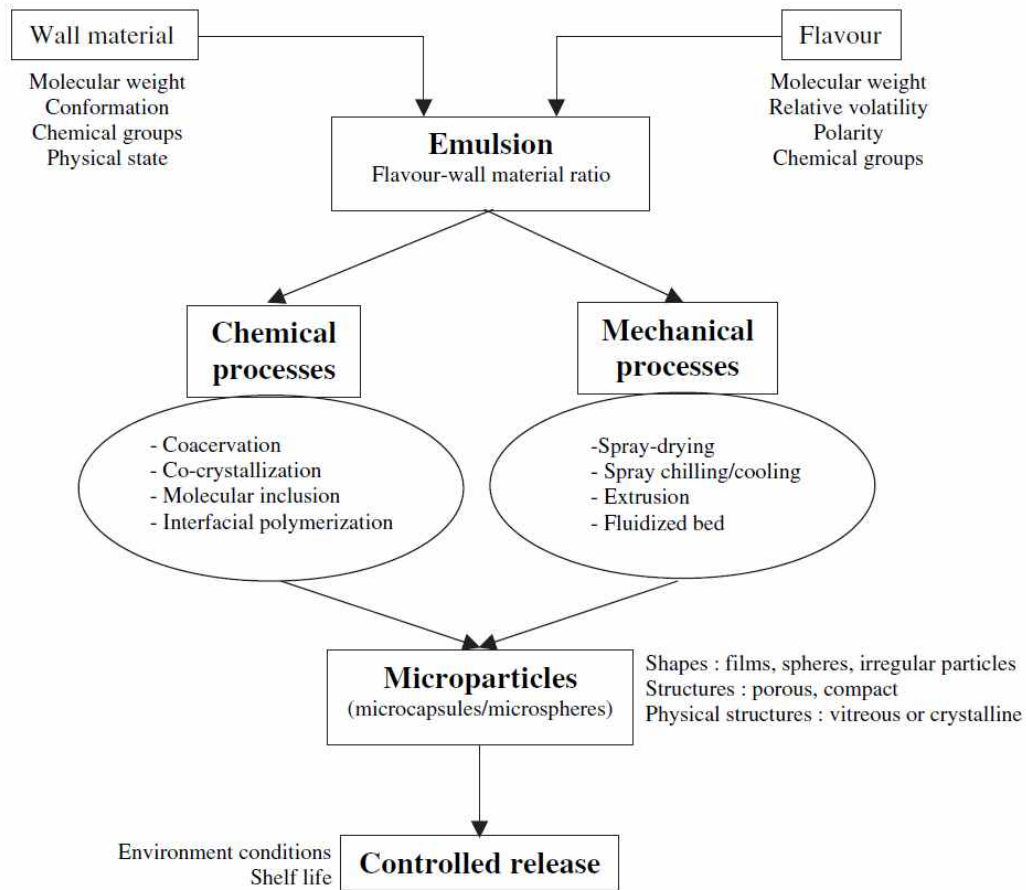 Wall material
Flavour
Molecular weight
Conformation
Chemical groups
Physical state
Molecular weight
Relative volatility
Polarity
Chemical groups
Emulsion
Flavour-wall material ratio
Chemical
processes
Mechanical
processes
- Coacervation
- Co-crystallization
- Molecular inclusion
- Interfacial polymerization
-Spray-drying
- Spray chilling/cooling
- Extrusion
- Fluidized bed
Microparticles
(microcapsules/microspheres)
Shapes : films, spheres, irregular particles
Structures : porous, compact
Physical structures : vitreous or crystalline
Environment conditions
Shelf life
Controlled release